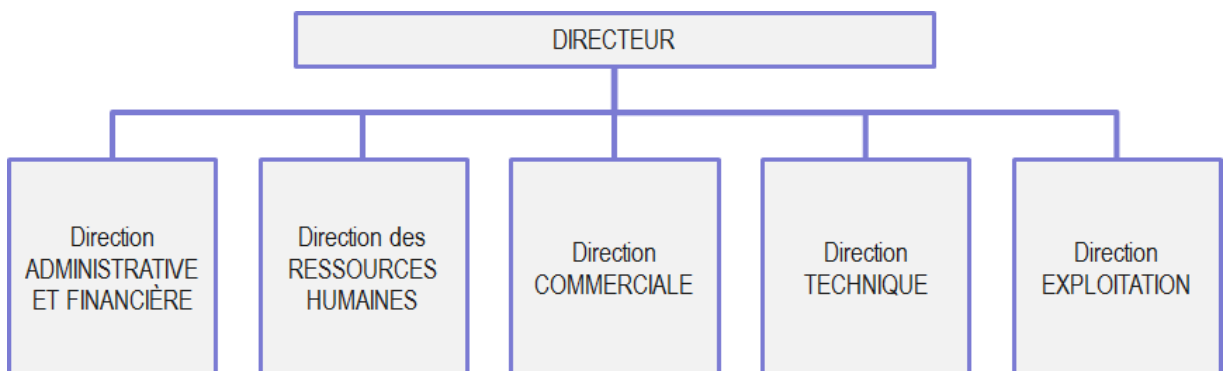 DIRECTEUR
Direction
ADMINISTRATIVE
ET FINANCIÈRE
Direction des
RESSOURCES
HUMAINES
Direction
COMMERCIALE
Direction
TECHNIQUE
Direction
EXPLOITATION